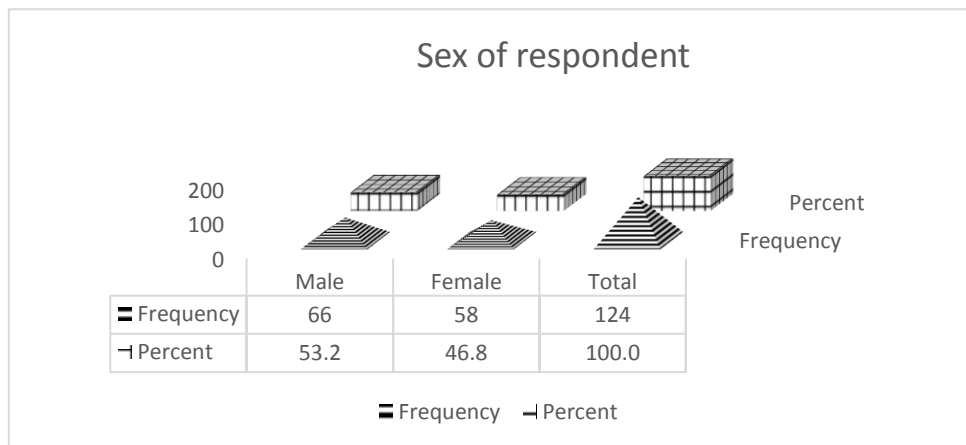 Sex of respondent
200
100
0
Percent
Frequency
Male Female Total
Frequency 66 58 124
Percent 53.2 46.8 100.0
Frequency Percent